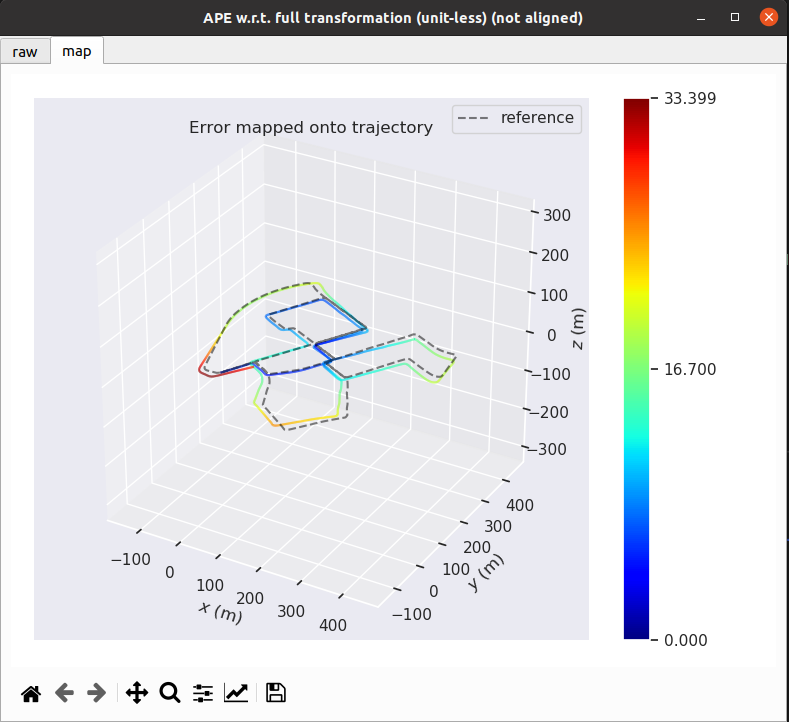 APE w.r.t. full transformation (unit-less) (not aligned)
raw
map
reference
Error mapped onto trajectory
33.399
16.700
0.000
300
200
100
0
−100
−200
−300
z (m)
400
300
200
100
0
−100
y (m)
−100
0
100
200
300
400
x (m)